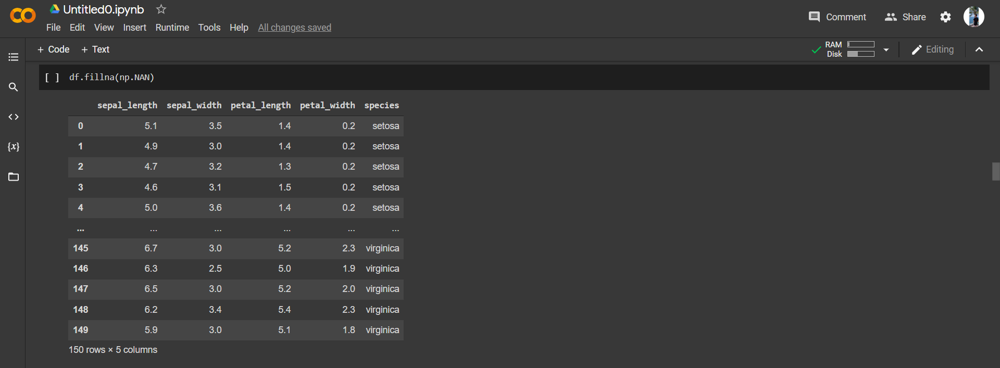 Untitled0.ipynb
File Edit View Insert Runtime Tools Help All changes saved
Comment Share
+ Code + Text
RAM
Disk
Editing
[ ] df.fillna(np.NAN)
{x}
sepal_length sepal_width petal_length petal_width species
0 5.1 3.5 1.4 0.2 setosa
1 4.9 3.0 1.4 0.2 setosa
2 4.7 3.2 1.3 0.2 setosa
3 4.6 3.1 1.5 0.2 setosa
4 5.0 3.6 1.4 0.2 setosa
... ... ... ... ... ...
145 6.7 3.0 5.2 2.3 virginica
146 6.3 2.5 5.0 1.9 virginica
147 6.5 3.0 5.2 2.0 virginica
148 6.2 3.4 5.4 2.3 virginica
149 5.9 3.0 5.1 1.8 virginica
150 rows × 5 columns